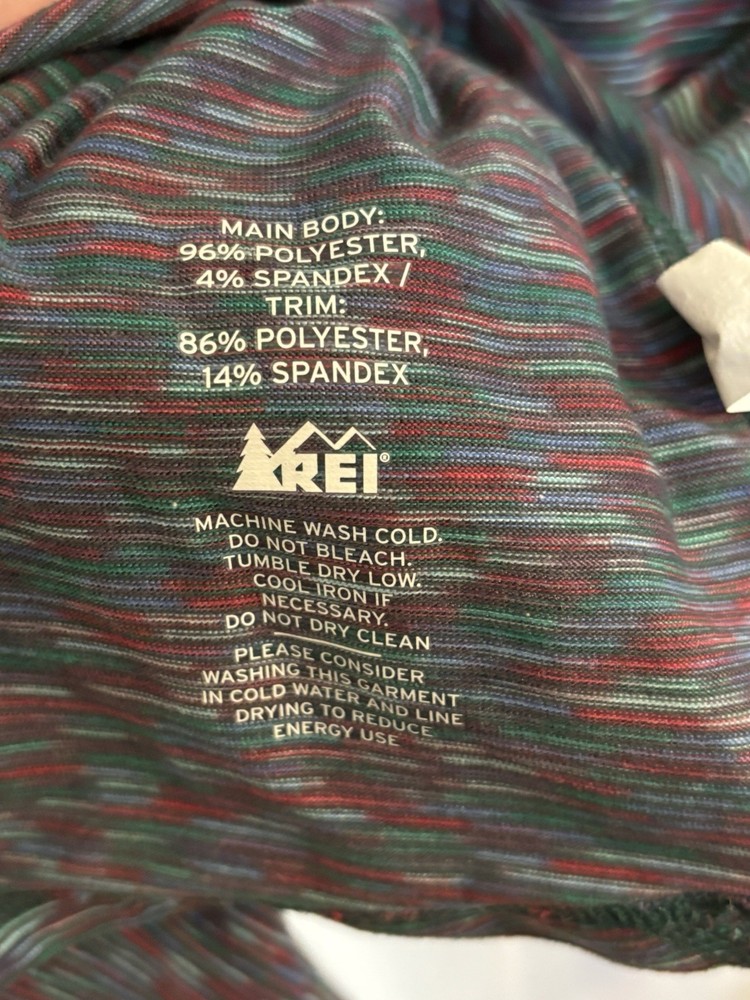 MAIN BODY:
96% POLYESTER,
4% SPANDEX /
TRIM:
86% POLYESTER,
14% SPANDEX
REI®
MACHINE WASH COLD.
DO NOT BLEACH.
TUMBLE DRY LOW.
COOL IRON IF
NECESSARY.
DO NOT DRY CLEAN
PLEASE CONSIDER
WASHING THIS GARMENT
IN COLD WATER AND LINE
DRYING TO REDUCE
ENERGY USE